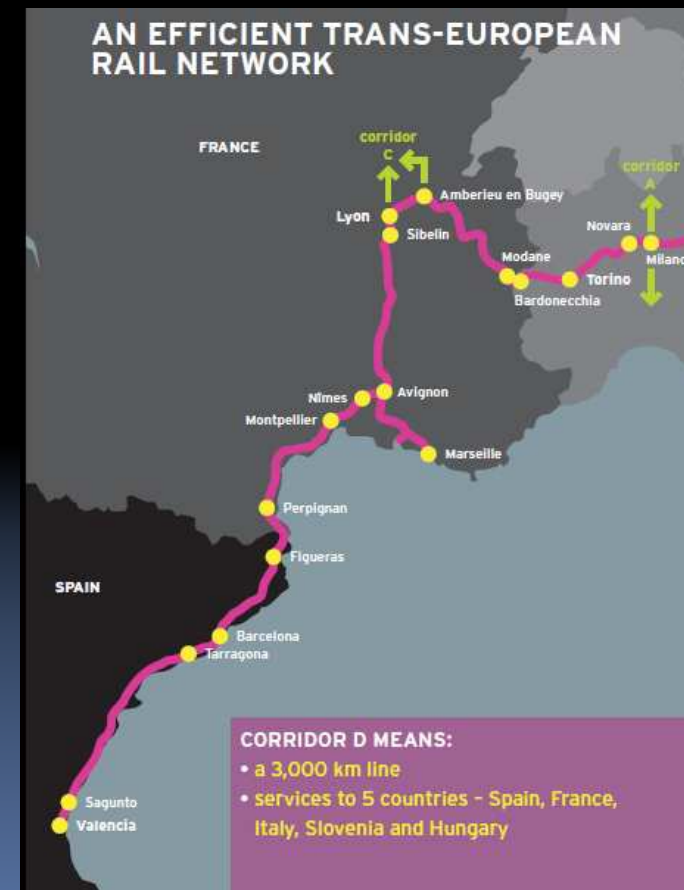 AN EFFICIENT TRANS-EUROPEAN
RAIL NETWORK
FRANCE
corridor
C
corridor
A
Amberieu en Bugey
Lyon
Sibelin
Novara
Milano
Modane
Torino
Bardonecchia
Nîmes
Avignon
Montpellier
Marseille
Perpignan
Figueras
SPAIN
Barcelona
Tarragona
Sagunto
Valencia
CORRIDOR D MEANS:
• a 3,000 km line
• services to 5 countries – Spain, France,
Italy, Slovenia and Hungary